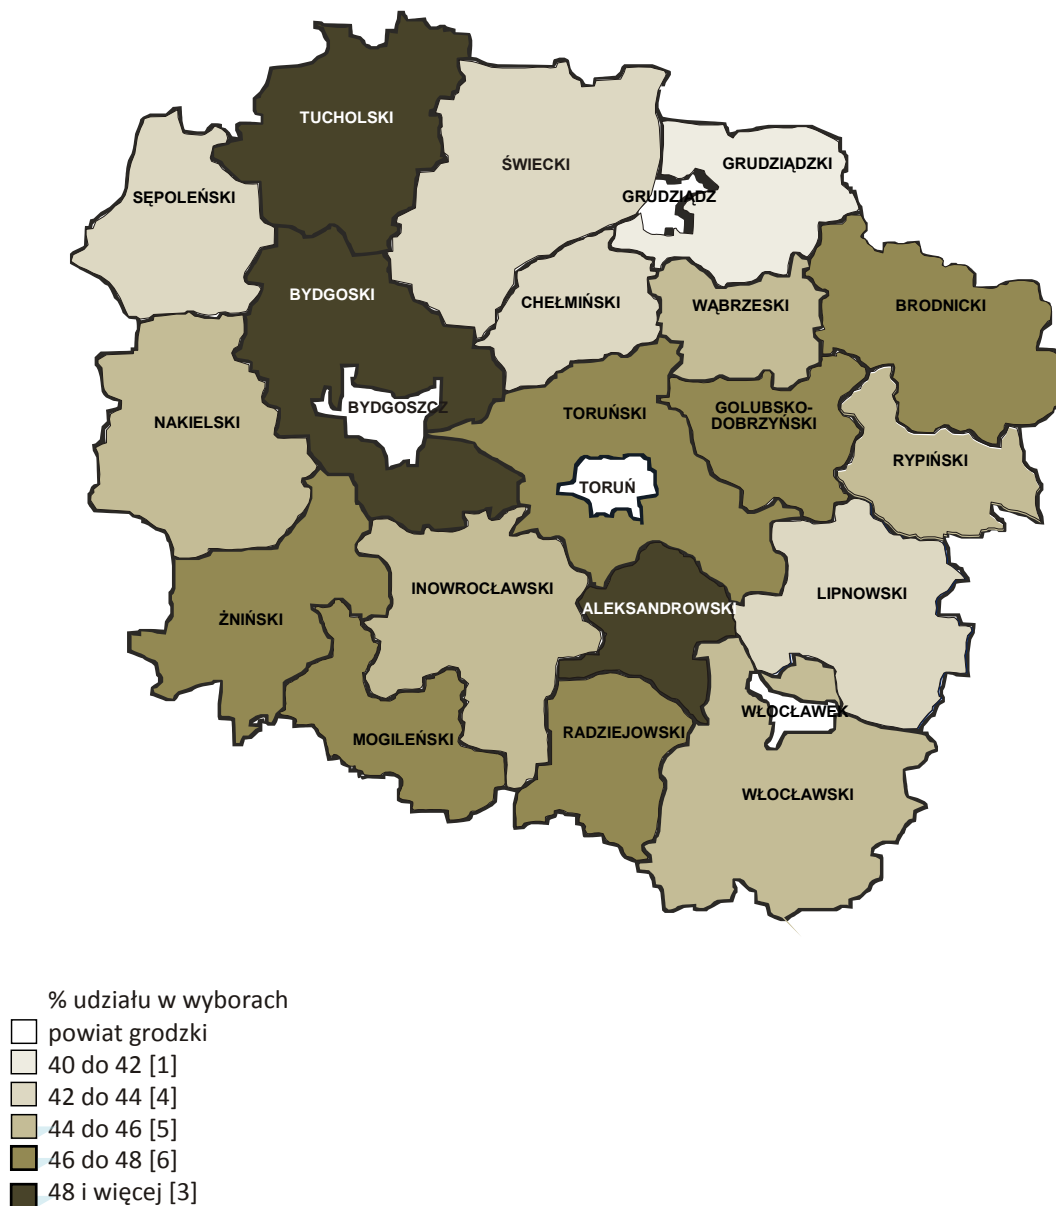 TUCHOLSKI
ŚWIECKI
GRUDZIĄDZKI
SĘPOLEŃSKI
GRUDZIĄDZ
BYDGOSKI
CHEŁMIŃSKI
WĄBRZESKI
BRODNICKI
BYDGOSZCZ
TORUŃSKI
GOLUBSKO-
DOBRZYŃSKI
NAKIELSKI
RYPIŃSKI
TORUŃ
INOWROCŁAWSKI
ALEKSANDROWSKI
LIPNOWSKI
ŻNIŃSKI
WŁOCŁAWEK
MOGILEŃSKI
RADZIEJOWSKI
WŁOCŁAWSKI
% udziału w wyborach
powiat grodzki
40 do 42 [1]
42 do 44 [4]
44 do 46 [5]
46 do 48 [6]
48 i więcej [3]